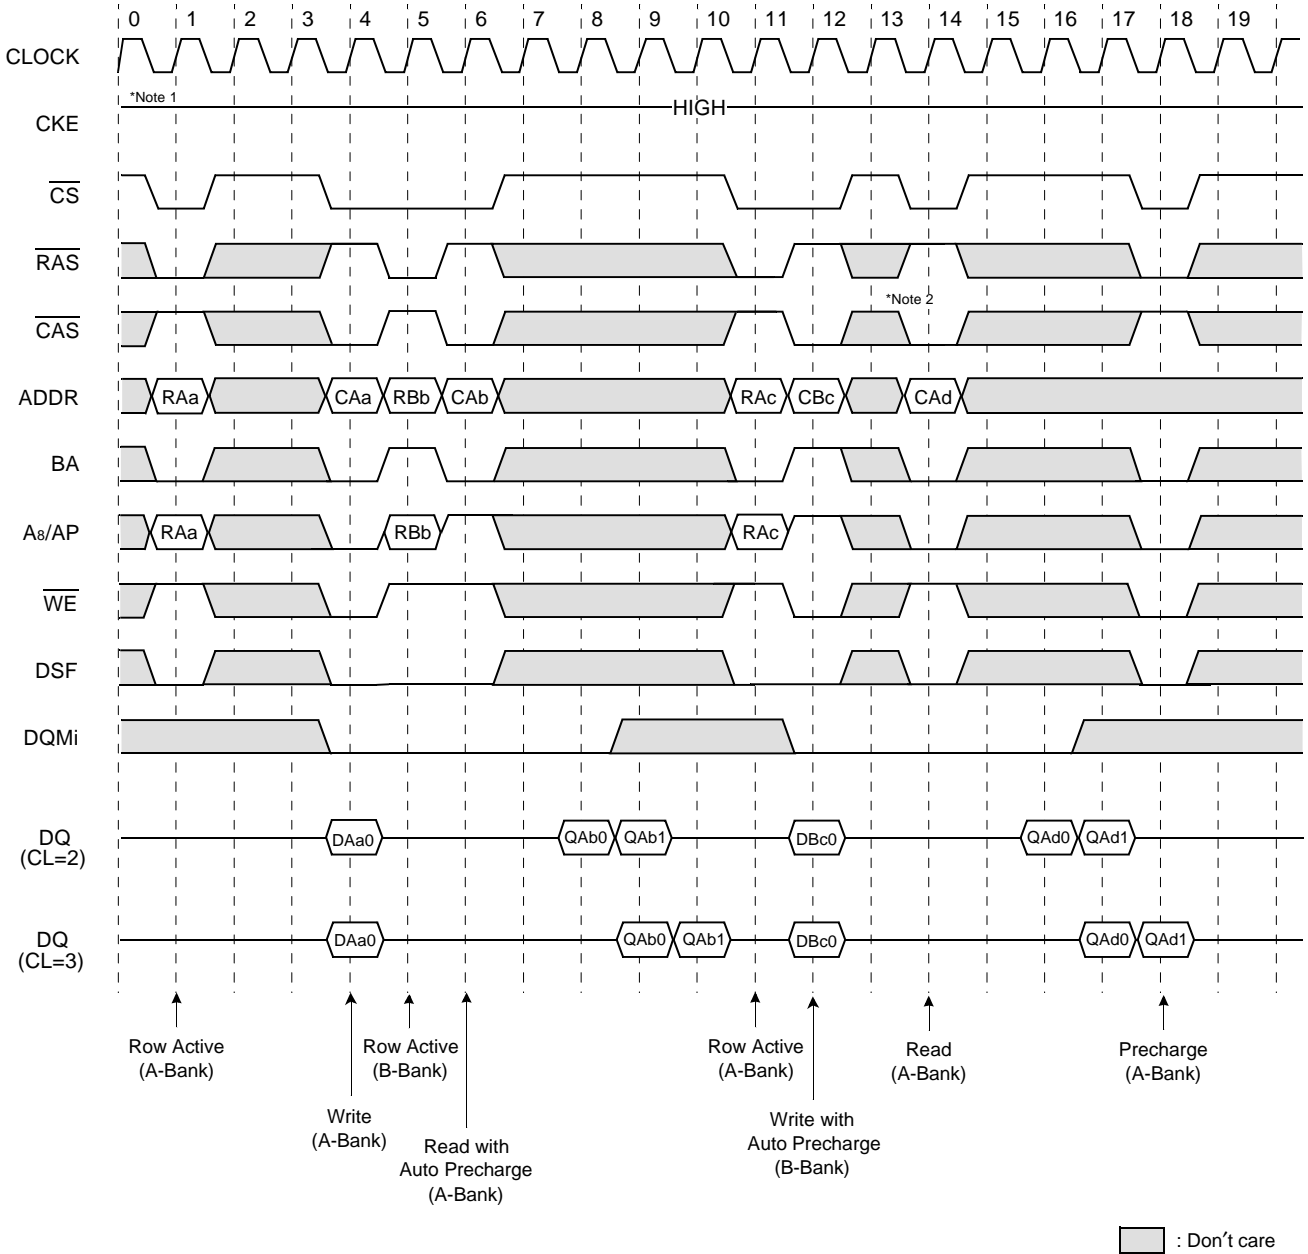 0 1 2 3 4 5 6 7 8 9 10 11 12 13 14 15 16 17 18 19
CLOCK
*Note 1
HIGH
CKE
CS
RAS
*Note 2
CAS
ADDR RAa CAa RBb CAb RAc CBc CAd
BA
A8/AP RAa RBb RAc
WE
DSF
DQMi
DQ
(CL=2)
DAa0 QAb0 QAb1 DBc0 QAd0 QAd1
DQ
(CL=3)
DAa0 QAb0 QAb1 DBc0 QAd0 QAd1
Row Active
(A-Bank)
Write
(A-Bank)
Row Active
(B-Bank)
Read with
Auto Precharge
(A-Bank)
Row Active
(A-Bank)
Write with
Auto Precharge
(B-Bank)
Read
(A-Bank)
Precharge
(A-Bank)
: Don′t care